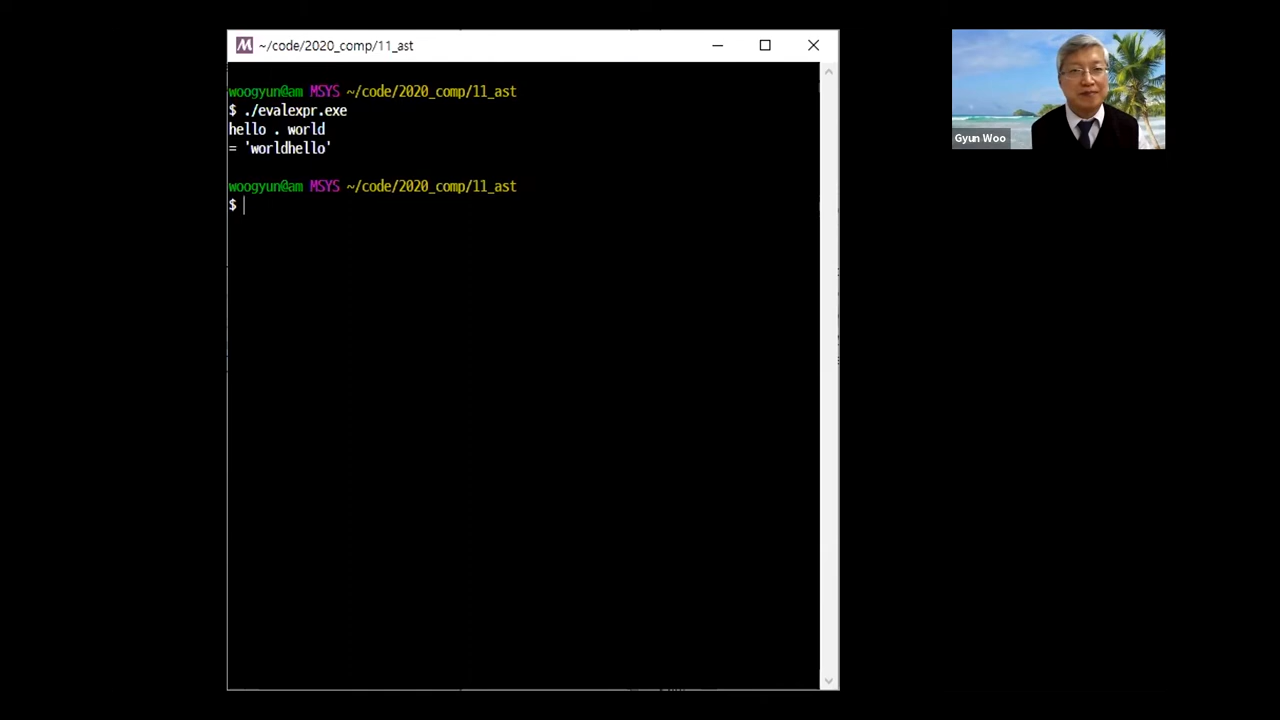 ~/code/2020_comp/11_ast
woogyun@am MSYS ~/code/2020_comp/11_ast
$ ./evalexpr.exe
hello . world
= 'worldhello'
woogyun@am MSYS ~/code/2020_comp/11_ast
$
Gyun Woo